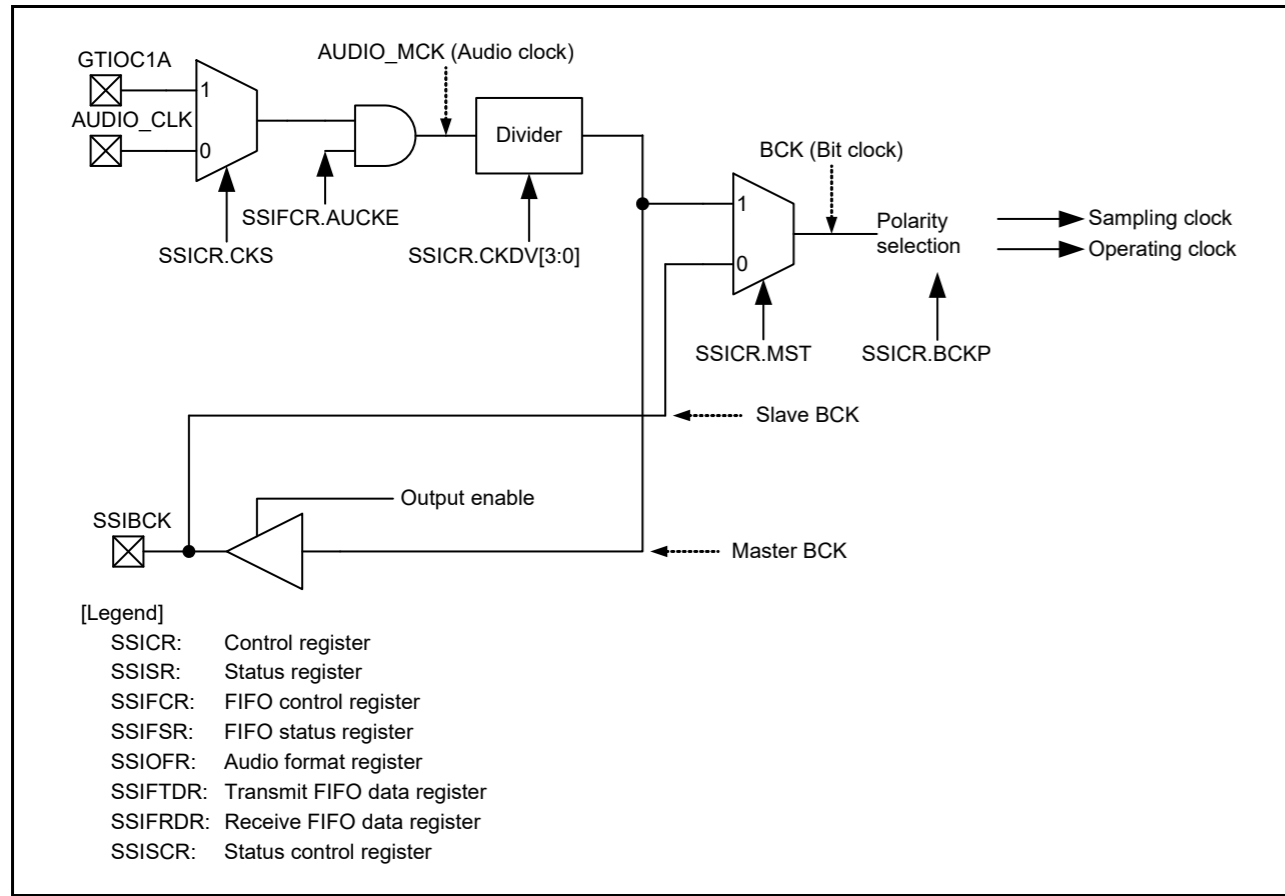 GTIOC1A
AUDIO_MCK (Audio clock)
1
AUDIO_CLK
0
Divider
BCK (Bit clock)
SSIFCR.AUCKE
SSICR.CKS
SSICR.CKDV[3:0]
1
0
Polarity
selection
Sampling clock
Operating clock
SSICR.MST
SSICR.BCKP
Slave BCK
Output enable
SSIBCK
Master BCK
[Legend]
SSICR: Control register
SSISR: Status register
SSIFCR: FIFO control register
SSIFSR: FIFO status register
SSIOFR: Audio format register
SSIFTDR: Transmit FIFO data register
SSIFRDR: Receive FIFO data register
SSISCR: Status control register